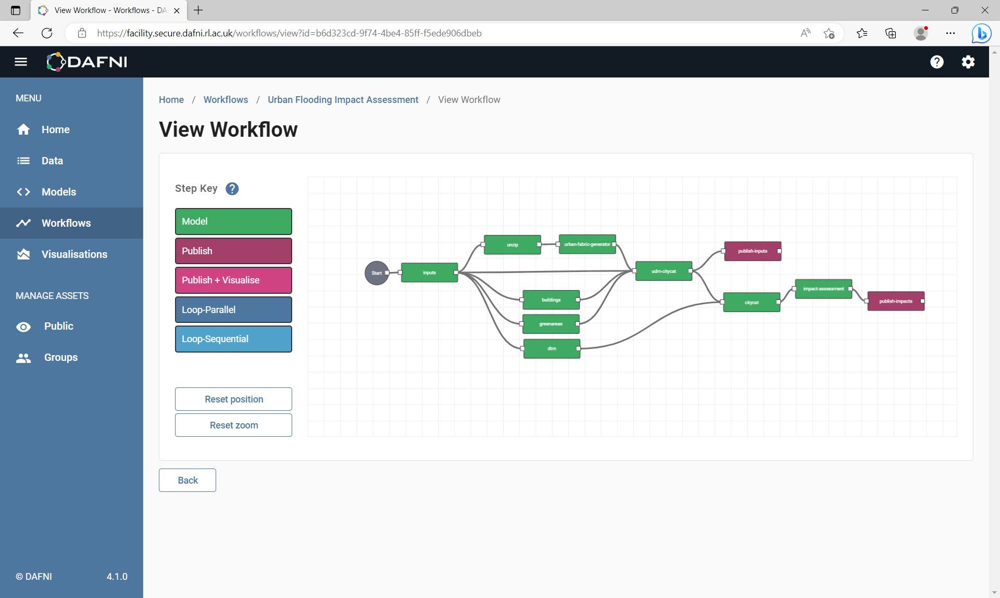 View Workflow - Workflows - DA
https://facility.secure.dafni.rl.ac.uk/workflows/view?id=b6d323cd-9f74-4be4-85ff-f5ede906dbeb
DAFNI
MENU
Home
Data
Models
Workflows
Visualisations
MANAGE ASSETS
Public
Groups
© DAFNI 4.1.0
Home / Workflows / Urban Flooding Impact Assessment / View Workflow
View Workflow
Step Key ?
Model
Publish
Publish + Visualise
Loop-Parallel
Loop-Sequential
Reset position
Reset zoom
Start
inputs
unzip
urban-fabric-generator
buildings
greenareas
dtm
udm-citycat
publish-inputs
citycat
impact-assessment
publish-impacts
Back